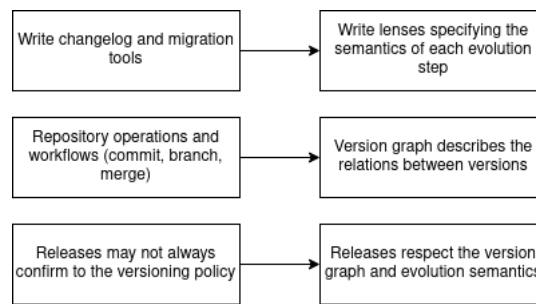 Write changelog and migration
tools
Write lenses specifying the
semantics of each evolution
step
Repository operations and
workflows (commit, branch,
merge)
Version graph describes the
relations between versions
Releases may not always
confirm to the versioning policy
Releases respect the version
graph and evolution semantics